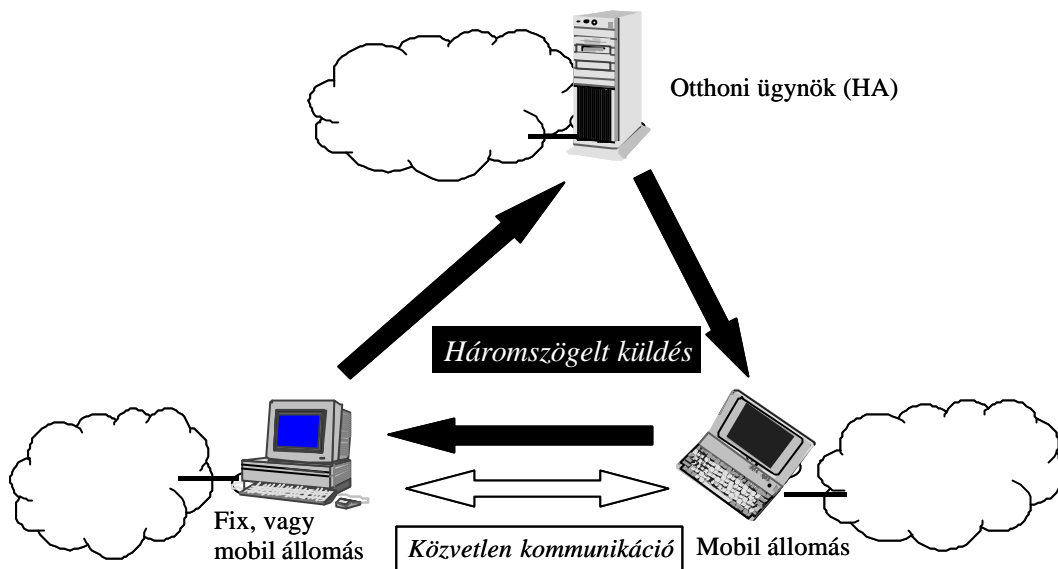 Otthoni ügynök (HA)
Háromszögelt küldés
Fix, vagy
mobil állomás
Közvetlen kommunikáció
Mobil állomás